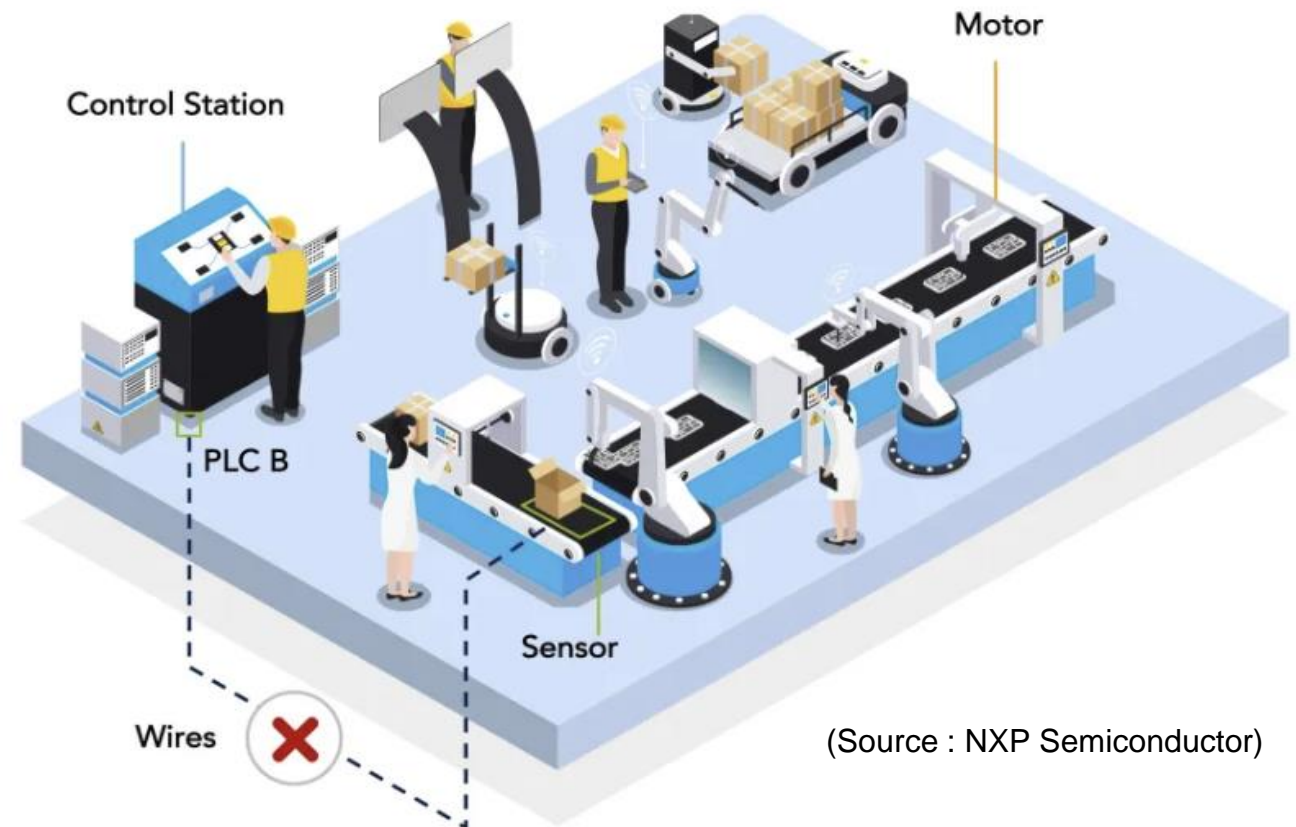 Motor
Control Station
PLC B
Sensor
Wires
(Source : NXP Semiconductor)